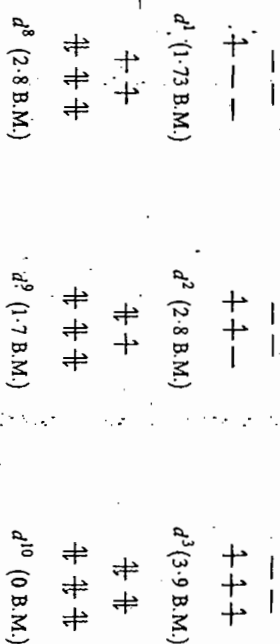 d¹ (1·73 B.M.)
d² (2·8 B.M.)
d³ (3·9 B.M.)
d⁸ (2·8 B.M.)
d⁹ (1·7 B.M.)
d¹⁰ (0 B.M.)